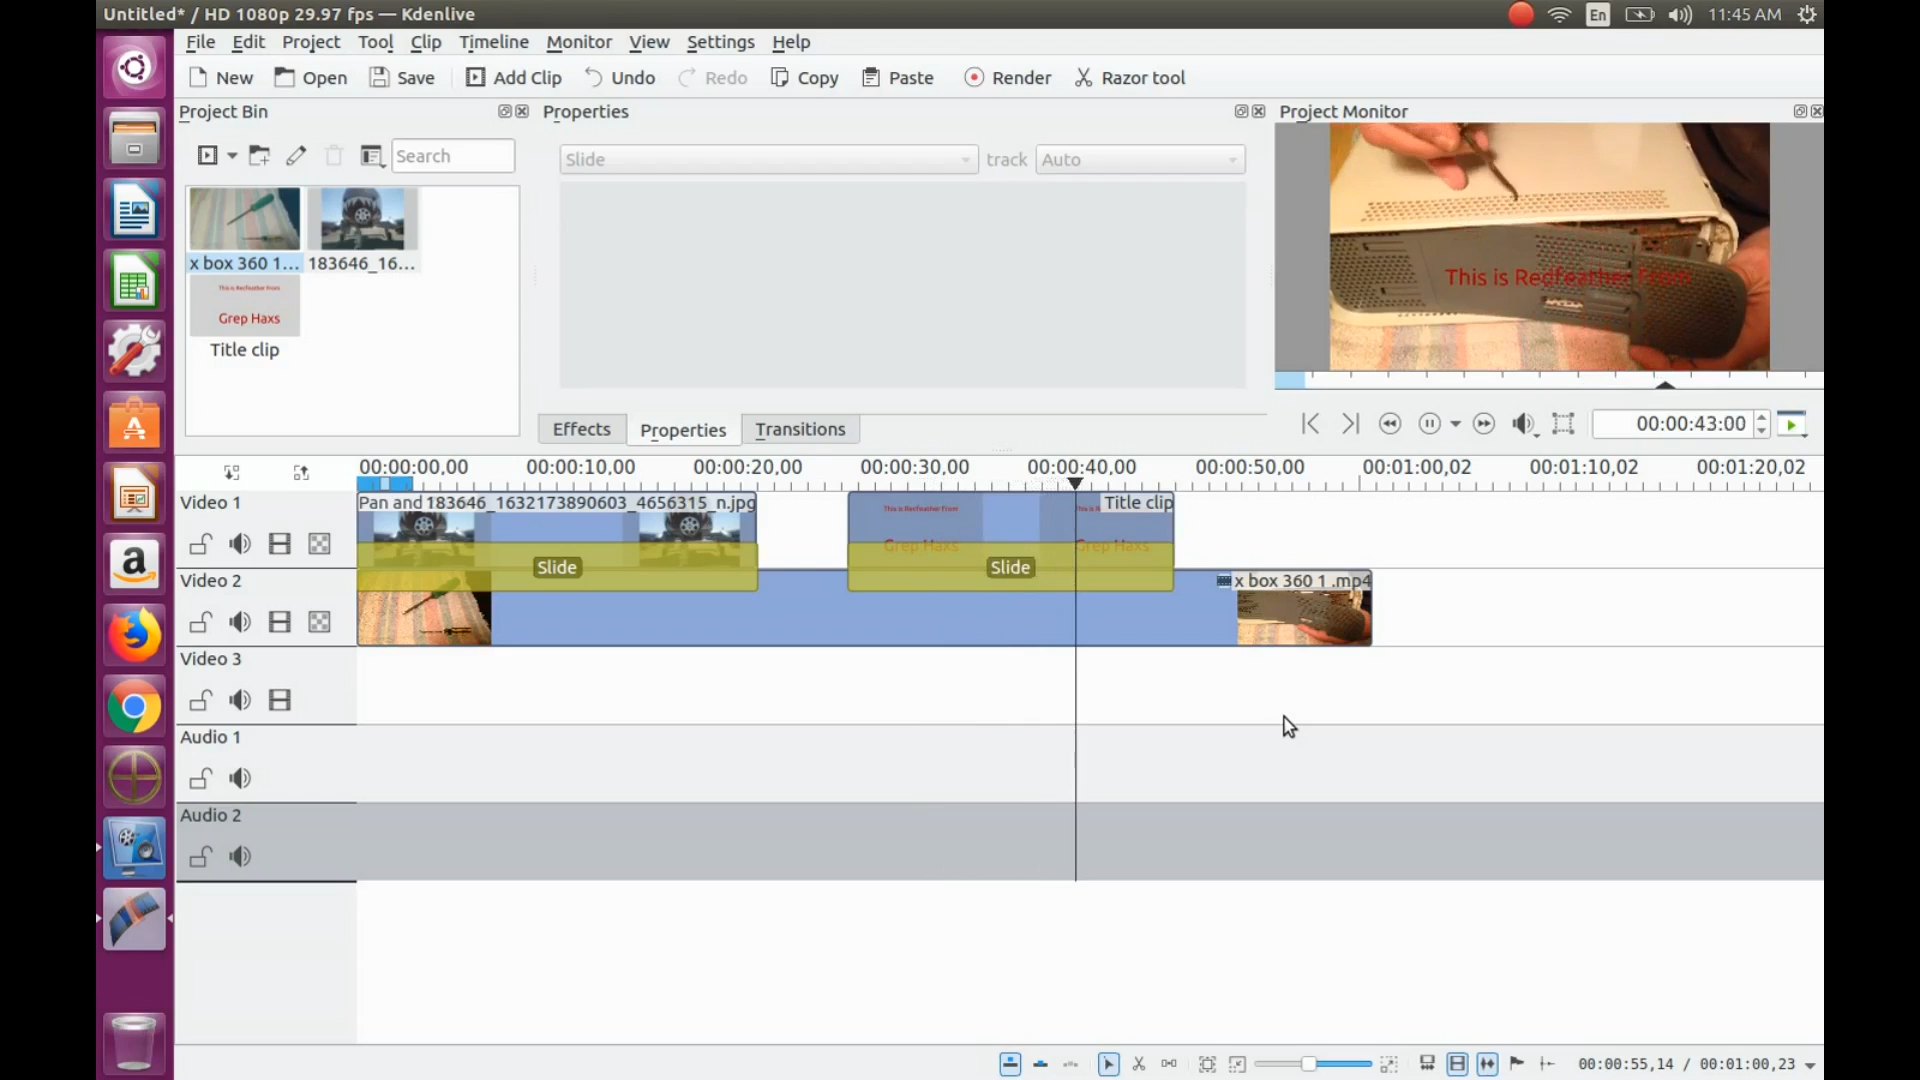 Untitled* / HD 1080p 29.97 fps — Kdenlive
En
11:45 AM
File Edit Project Tool Clip Timeline Monitor View Settings Help
New Open Save Add Clip Undo Redo Copy Paste Render Razor tool
Project Bin
Properties
Project Monitor
Search
Slide
track
Auto
x box 360 1...
183646_16...
This is Redfeather From
Grep Haxs
Title clip
This is Redfeather From
Effects
Properties
Transitions
00:00:43:00
00:00:00,00 00:00:10,00 00:00:20,00 00:00:30,00 00:00:40,00 00:00:50,00 00:01:00,02 00:01:10,02 00:01:20,02
Video 1
Pan and 183646_1632173890603_4656315_n.jpg
Title clip
This is Redfeather From
Grep Haxs
Grep Haxs
Slide
Slide
Video 2
x box 360 1 .mp4
Video 3
Audio 1
Audio 2
00:00:55,14 / 00:01:00,23